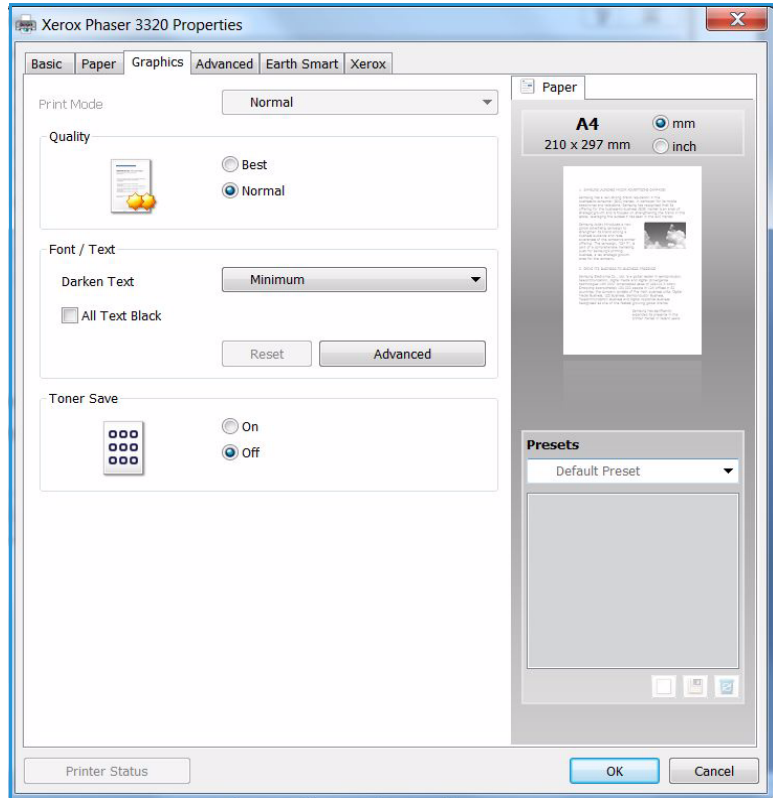 Xerox Phaser 3320 Properties
Basic Paper Graphics Advanced Earth Smart Xerox
Print Mode Normal
Quality
Best
Normal
Font / Text
Darken Text Minimum
All Text Black
Reset Advanced
Toner Save
On
Off
Paper
A4 mm
210 x 297 mm inch
Presets
Default Preset
Printer Status OK Cancel